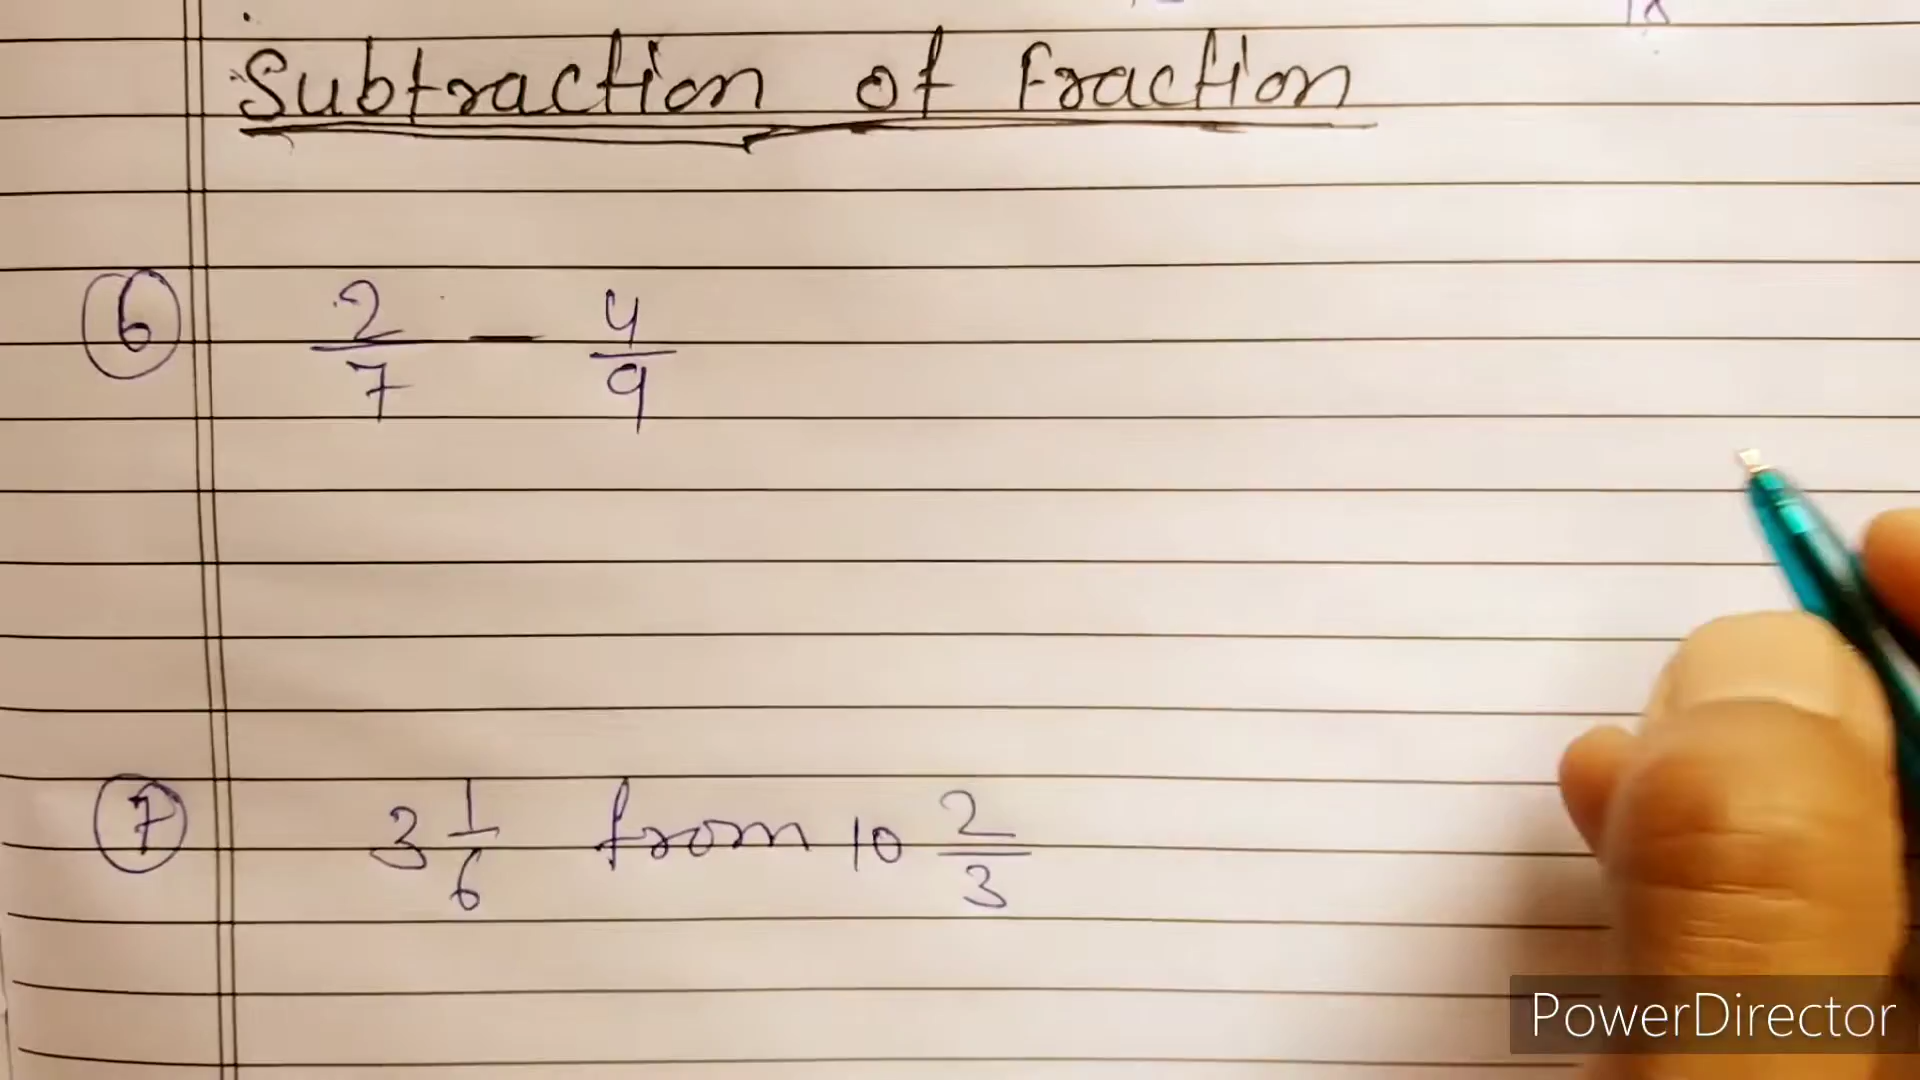 Subtraction of Fraction
6 2/7 - 4/9
7 3 1/6 from 10 2/3
PowerDirector